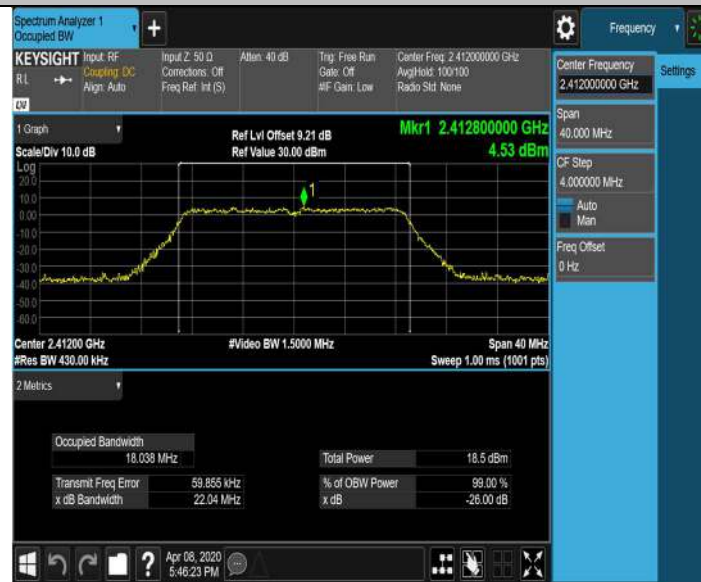 Spectrum Analyzer 1
Occupied BW
Frequency
KEYSIGHT
Input: RF
Coupling: DC
Align: Auto
Input Z: 50 Ω
Corrections: Off
Freq Ref: Int (S)
Atten: 40 dB
Trig: Free Run
Gate: Off
#IF Gain: Low
Center Freq: 2.412000000 GHz
Avg|Hold: 100/100
Radio Std: None
RL
Center Frequency
2.412000000 GHz
Settings
Span
40.000 MHz
CF Step
4.000000 MHz
Auto
Man
Freq Offset
0 Hz
1 Graph
Scale/Div 10.0 dB
Ref Lvl Offset 9.21 dB
Ref Value 30.00 dBm
Mkr1 2.412800000 GHz
4.53 dBm
Log
20.0
10.0
0.00
-10.0
-20.0
-30.0
-40.0
-50.0
-60.0
1
Center 2.41200 GHz
#Res BW 430.00 kHz
#Video BW 1.5000 MHz
Span 40 MHz
Sweep 1.00 ms (1001 pts)
2 Metrics
Occupied Bandwidth
18.038 MHz
Total Power 18.5 dBm
Transmit Freq Error 59.855 kHz
% of OBW Power 99.00 %
x dB Bandwidth 22.04 MHz
x dB -26.00 dB
?
Apr 08, 2020
5:46:23 PM